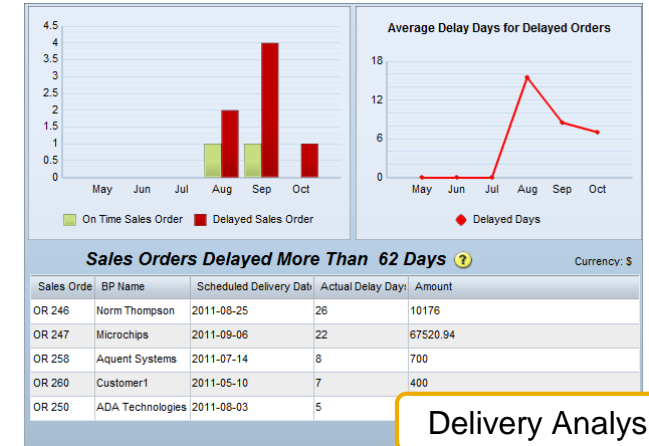 4.5
4
3.5
3
2.5
2
1.5
1
0.5
0
May Jun Jul Aug Sep Oct
On Time Sales Order Delayed Sales Order
Average Delay Days for Delayed Orders
18
12
6
0
May Jun Jul Aug Sep Oct
Delayed Days
Sales Orders Delayed More Than 62 Days ? Currency: $
Sales Orde BP Name Scheduled Delivery Dat Actual Delay Day Amount
OR 246 Norm Thompson 2011-08-25 26 10176
OR 247 Microchips 2011-09-06 22 67520.94
OR 258 Aquent Systems 2011-07-14 8 700
OR 260 Customer1 2011-05-10 7 400
OR 250 ADA Technologies 2011-08-03 5
Delivery Analys